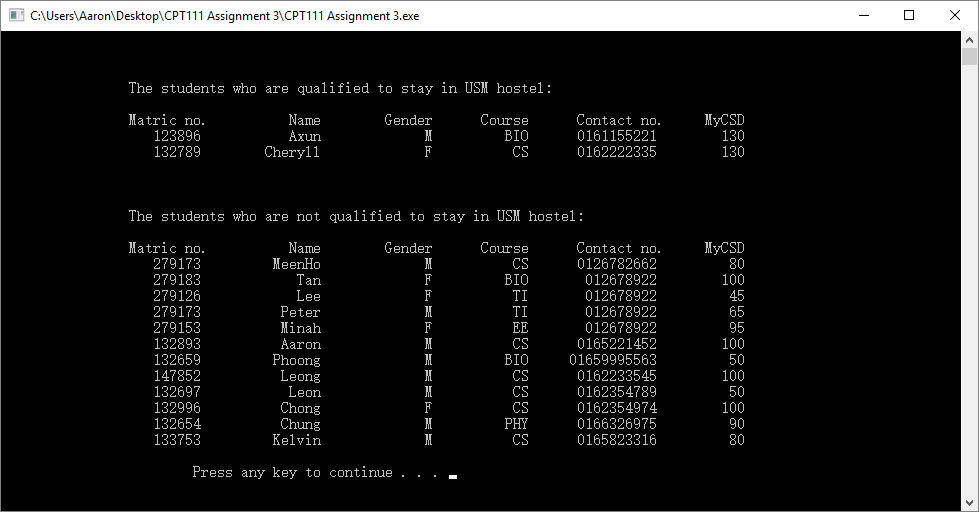 C:\Users\Aaron\Desktop\CPT111 Assignment 3\CPT111 Assignment 3.exe
The students who are qualified to stay in USM hostel:
Matric no. Name Gender Course Contact no. MyCSD
123896 Axun M BIO 0161155221 130
132789 Cheryll F CS 0162222335 130
The students who are not qualified to stay in USM hostel:
Matric no. Name Gender Course Contact no. MyCSD
279173 MeenHo M CS 0126782662 80
279183 Tan F BIO 012678922 100
279126 Lee F TI 012678922 45
279173 Peter M TI 012678922 65
279153 Minah F EE 012678922 95
132893 Aaron M CS 0165221452 100
132659 Phoong M BIO 01659995563 50
147852 Leong M CS 0162233545 100
132697 Leon M CS 0162354789 50
132996 Chong F CS 0162354974 100
132654 Chung M PHY 0166326975 90
133753 Kelvin M CS 0165823316 80
Press any key to continue . . .